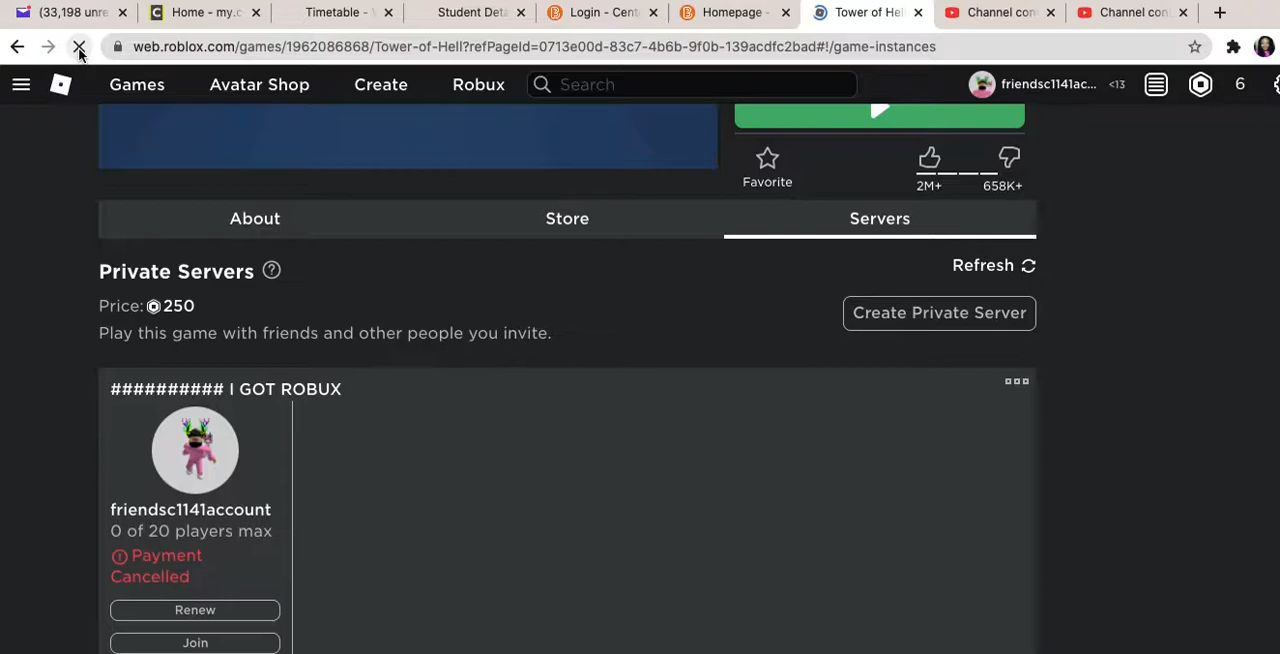 (33,198 unre
Home - my.c
Timetable -
Student Deta
Login - Cent
Homepage -
Tower of Hel
Channel con
Channel con
web.roblox.com/games/1962086868/Tower-of-Hell?refPageId=0713e00d-83c7-4b6b-9f0b-139acdfc2bad#!/game-instances
Games
Avatar Shop
Create
Robux
Search
friendsc1141ac...
<13
6
Favorite
2M+
658K+
About
Store
Servers
Private Servers
Refresh
Price: 250
Create Private Server
Play this game with friends and other people you invite.
########## I GOT ROBUX
friendsc1141account
0 of 20 players max
Payment
Cancelled
Renew
Join